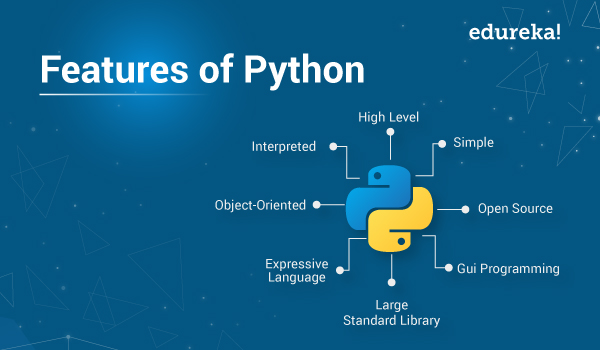 edureka!
Features of Python
High Level
Interpreted
Simple
Object-Oriented
Open Source
Expressive
Language
Gui Programming
Large
Standard Library